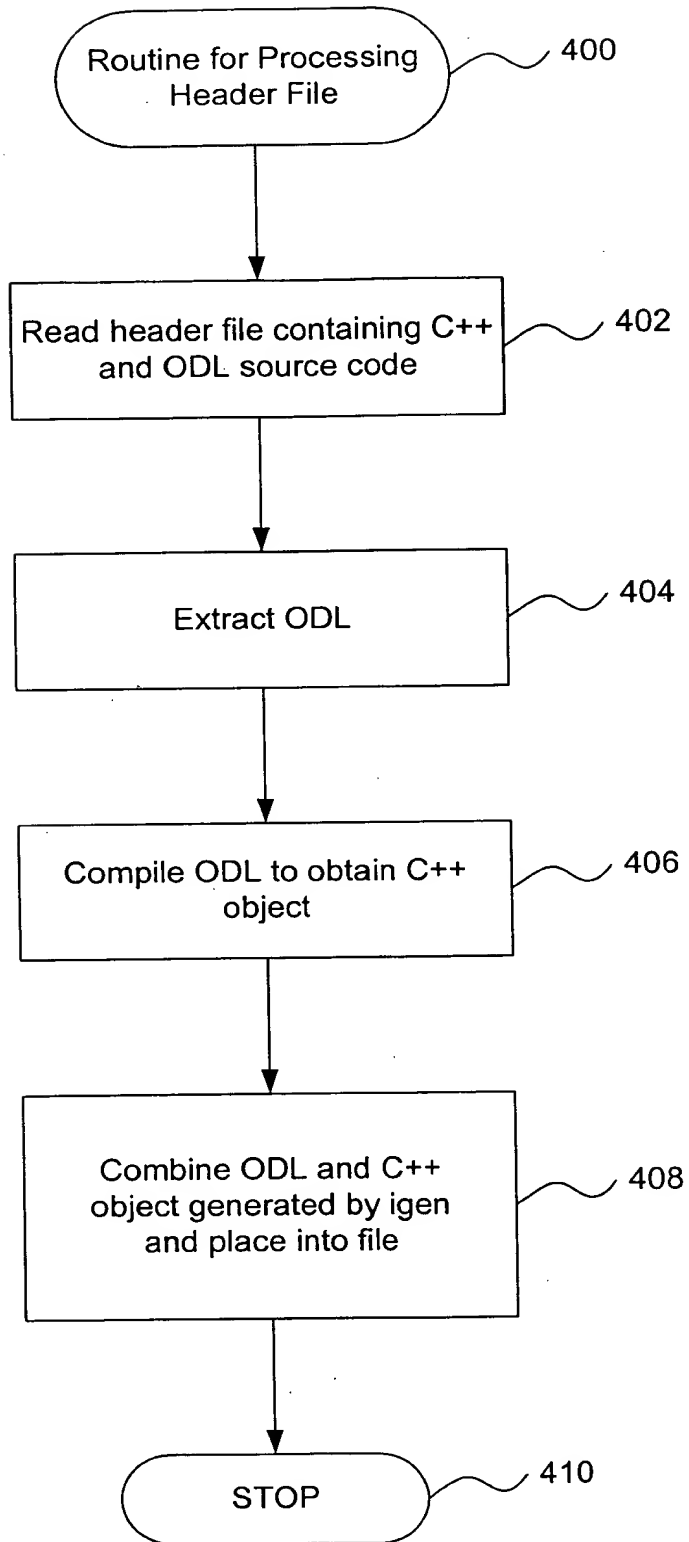 Routine for Processing
Header File
400
Read header file containing C++
and ODL source code
402
Extract ODL
404
Compile ODL to obtain C++
object
406
Combine ODL and C++
object generated by igen
and place into file
408
STOP
410